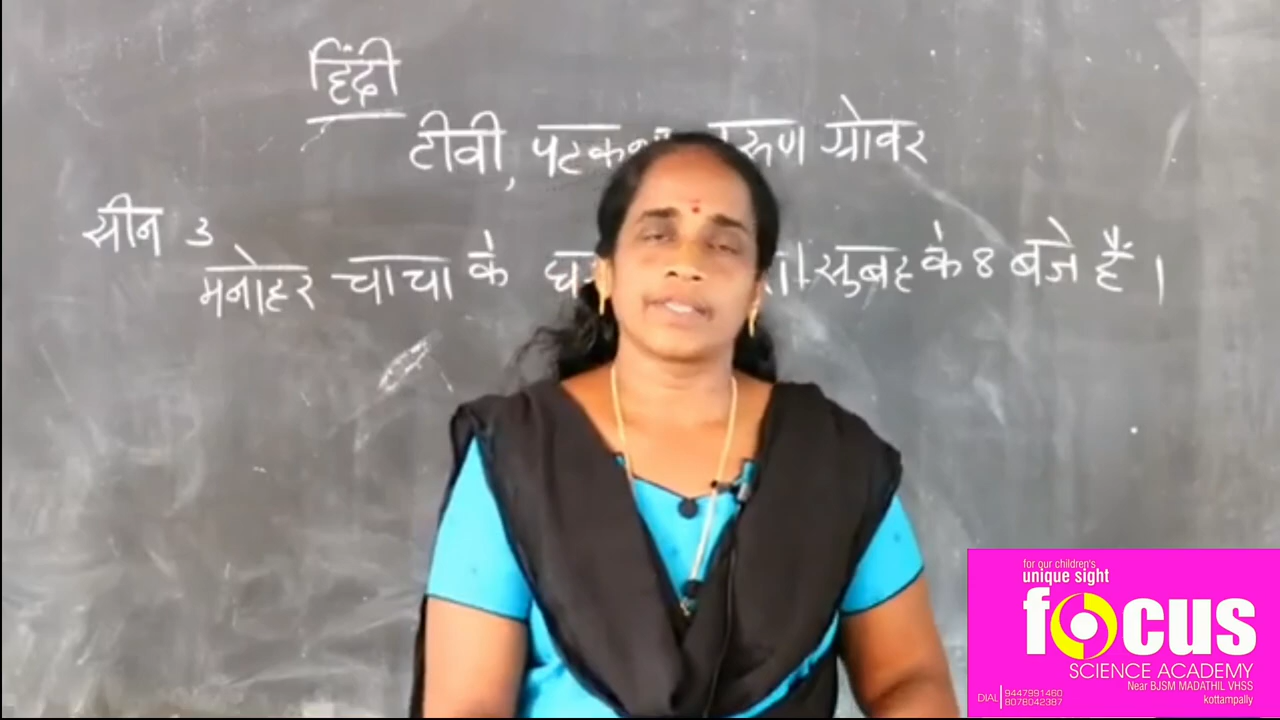 हिंदी
टीवी, ग्रोवर
सीन 3
मनोहर चाचा के सुबह के 8 बजे हैं।
for our children's
unique sight
focus
SCIENCE ACADEMY
Near BJSM MADATHIL VHSS
kottampally
DIAL 9447991460
8078042387